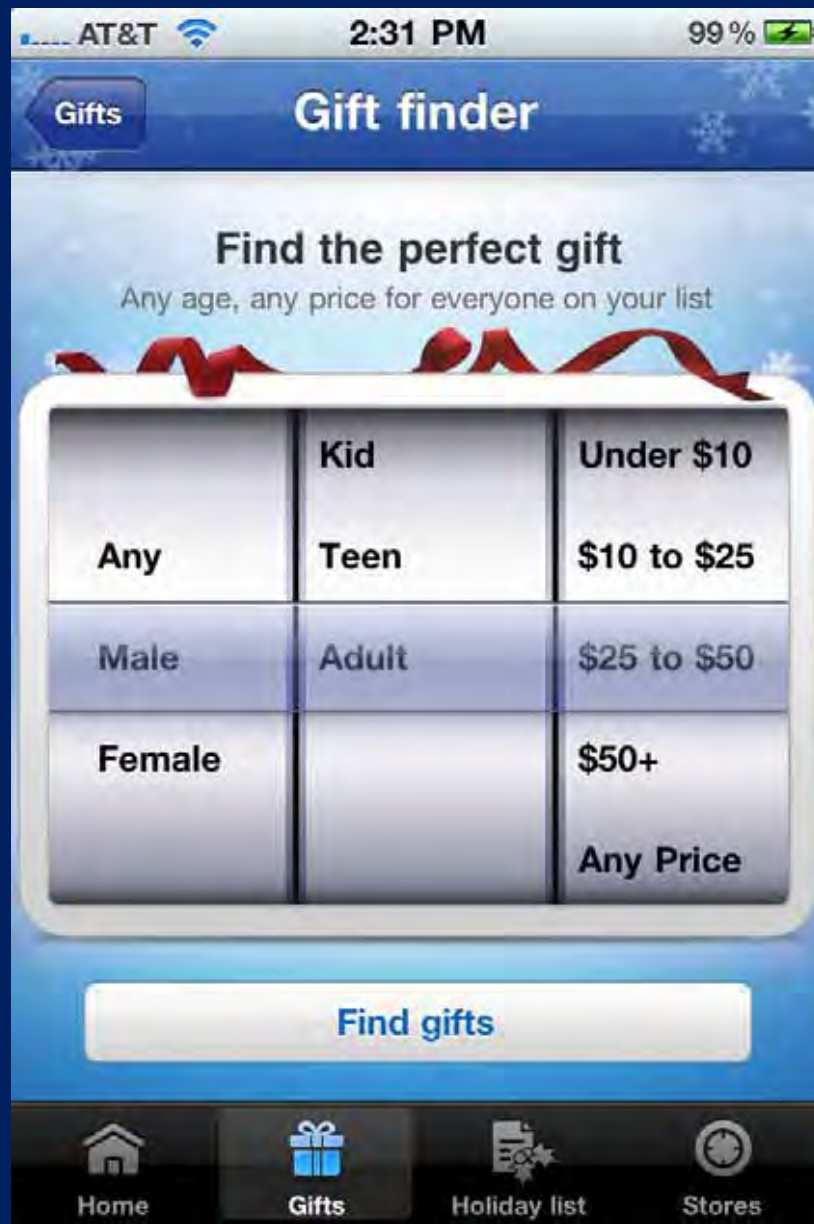 AT&T 2:31 PM 99%
Gifts Gift finder
Find the perfect gift
Any age, any price for everyone on your list
Kid Under $10
Any Teen $10 to $25
Male Adult $25 to $50
Female $50+
Any Price
Find gifts
Home Gifts Holiday list Stores